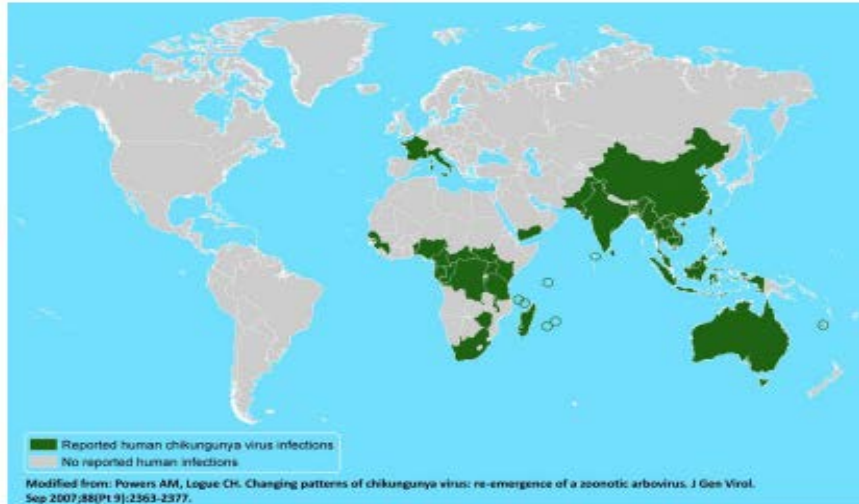 Reported human chikungunya virus infections
No reported human infections
Modified from: Powers AM, Logue CH. Changing patterns of chikungunya virus: re-emergence of a zoonotic arbovirus. J Gen Virol.
Sep 2007;88(Pt 9):2363-2377.